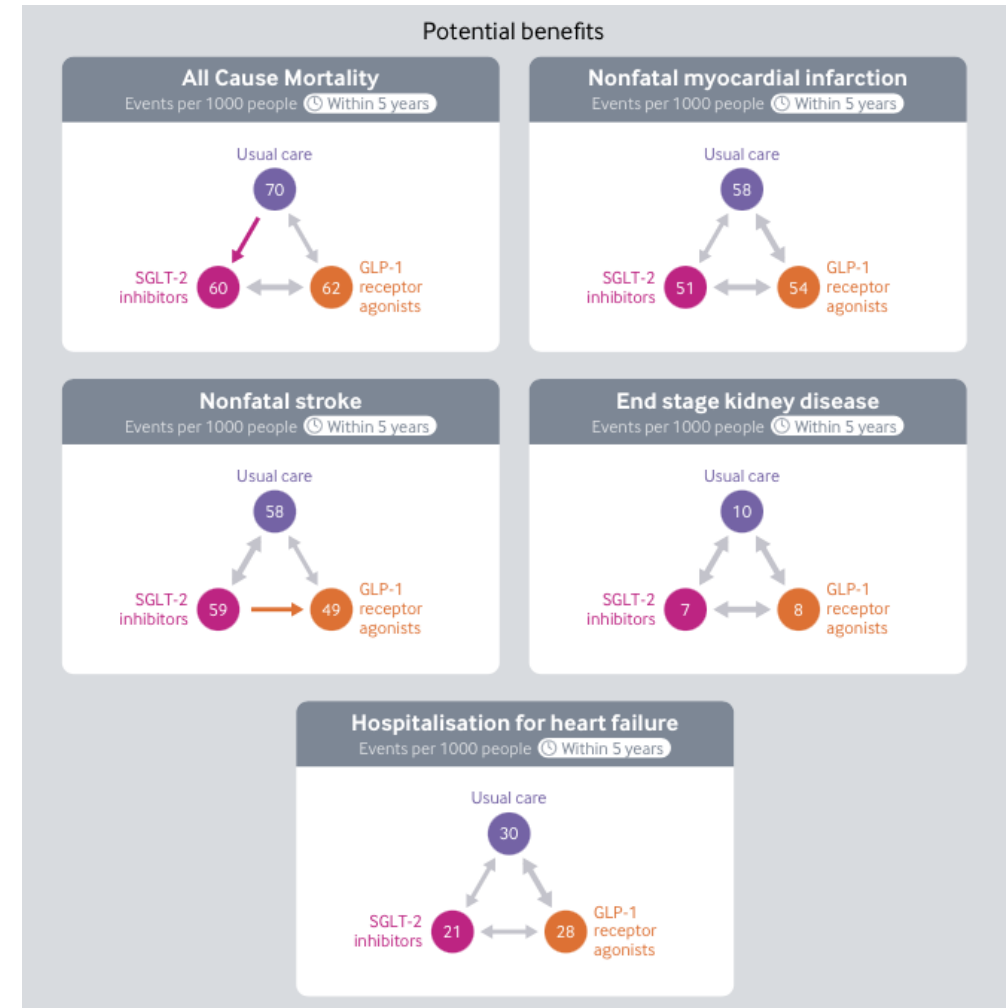 Potential benefits
All Cause Mortality
Events per 1000 people Within 5 years
Usual care
70
SGLT-2
inhibitors
60
62
GLP-1
receptor
agonists
Nonfatal myocardial infarction
Events per 1000 people Within 5 years
Usual care
58
SGLT-2
inhibitors
51
54
GLP-1
receptor
agonists
Nonfatal stroke
Events per 1000 people Within 5 years
Usual care
58
SGLT-2
inhibitors
59
49
GLP-1
receptor
agonists
End stage kidney disease
Events per 1000 people Within 5 years
Usual care
10
SGLT-2
inhibitors
7
8
GLP-1
receptor
agonists
Hospitalisation for heart failure
Events per 1000 people Within 5 years
Usual care
30
SGLT-2
inhibitors
21
28
GLP-1
receptor
agonists